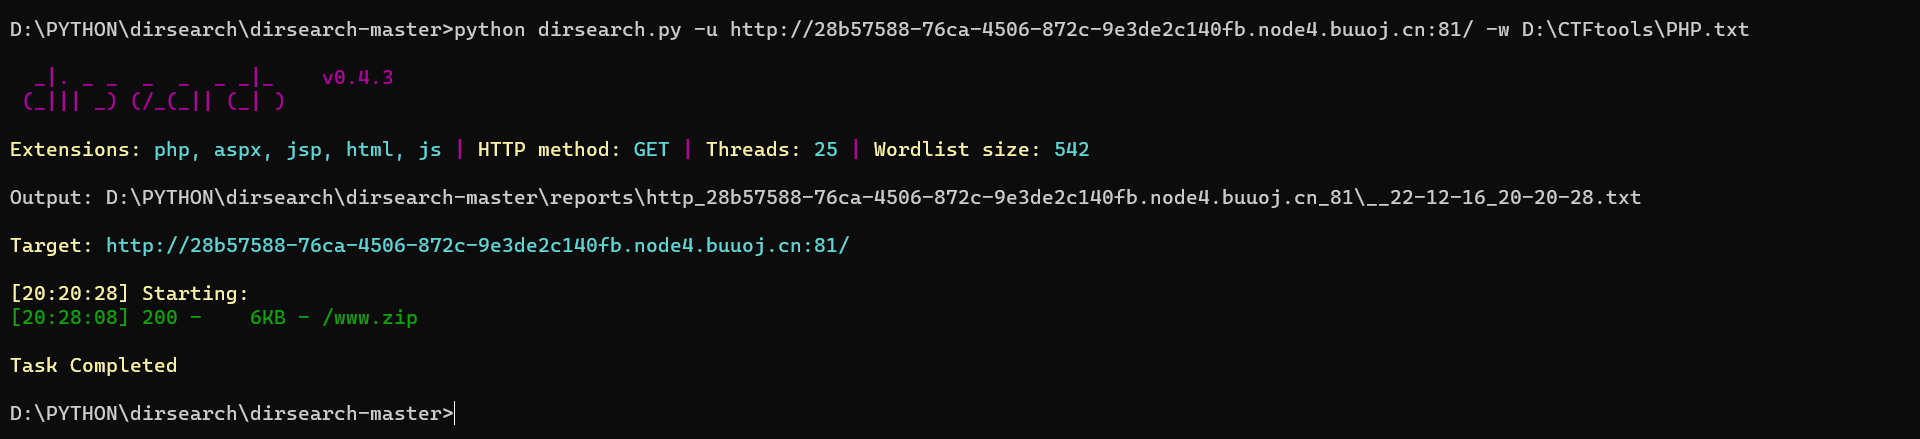 D:\PYTHON\dirsearch\dirsearch-master>python dirsearch.py -u http://28b57588-76ca-4506-872c-9e3de2c140fb.node4.buuoj.cn:81/ -w D:\CTFtools\PHP.txt
  _|. _ _  _  _  _ _|_    v0.4.3
 (_||| _) (/_(_|| (_| )
Extensions: php, aspx, jsp, html, js | HTTP method: GET | Threads: 25 | Wordlist size: 542
Output: D:\PYTHON\dirsearch\dirsearch-master\reports\http_28b57588-76ca-4506-872c-9e3de2c140fb.node4.buuoj.cn_81\__22-12-16_20-20-28.txt
Target: http://28b57588-76ca-4506-872c-9e3de2c140fb.node4.buuoj.cn:81/
[20:20:28] Starting:
[20:28:08] 200 -    6KB - /www.zip
Task Completed
D:\PYTHON\dirsearch\dirsearch-master>